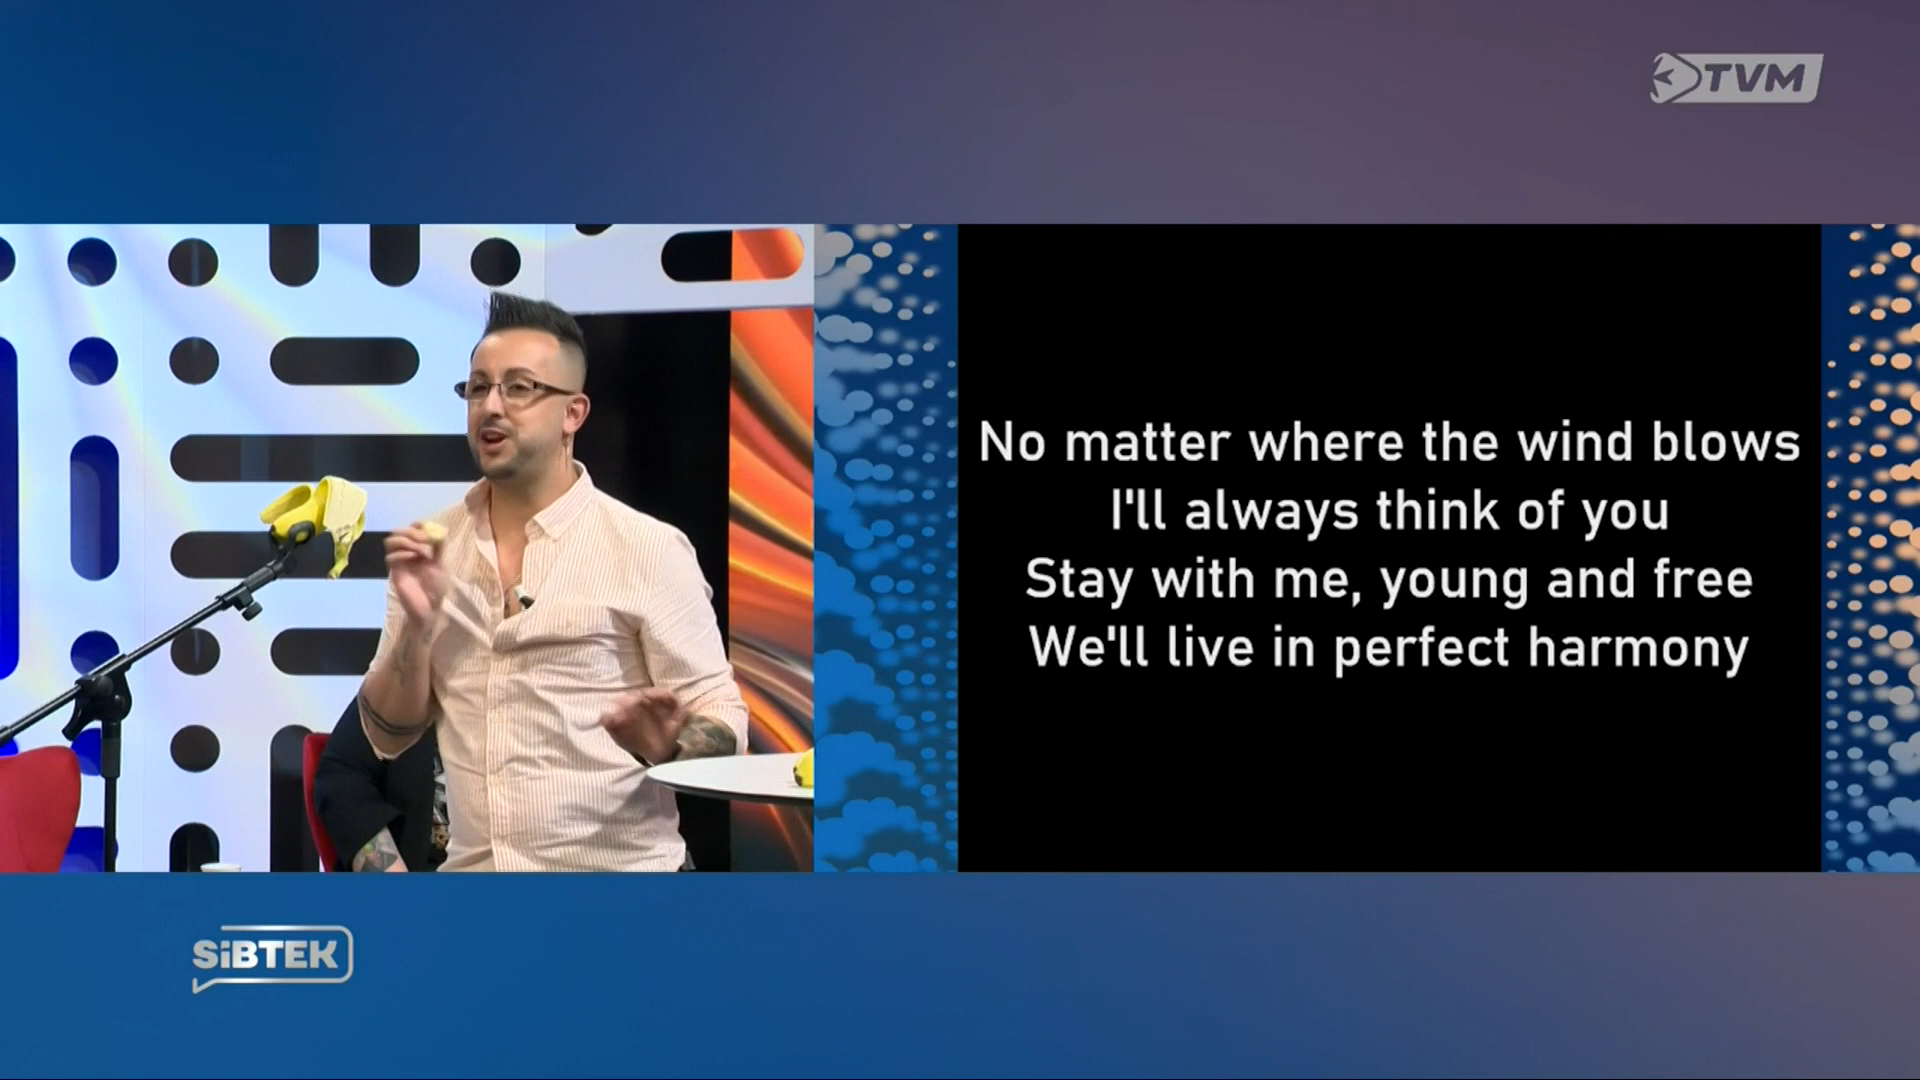 TVM
No matter where the wind blows
I'll always think of you
Stay with me, young and free
We'll live in perfect harmony
SiBTEK